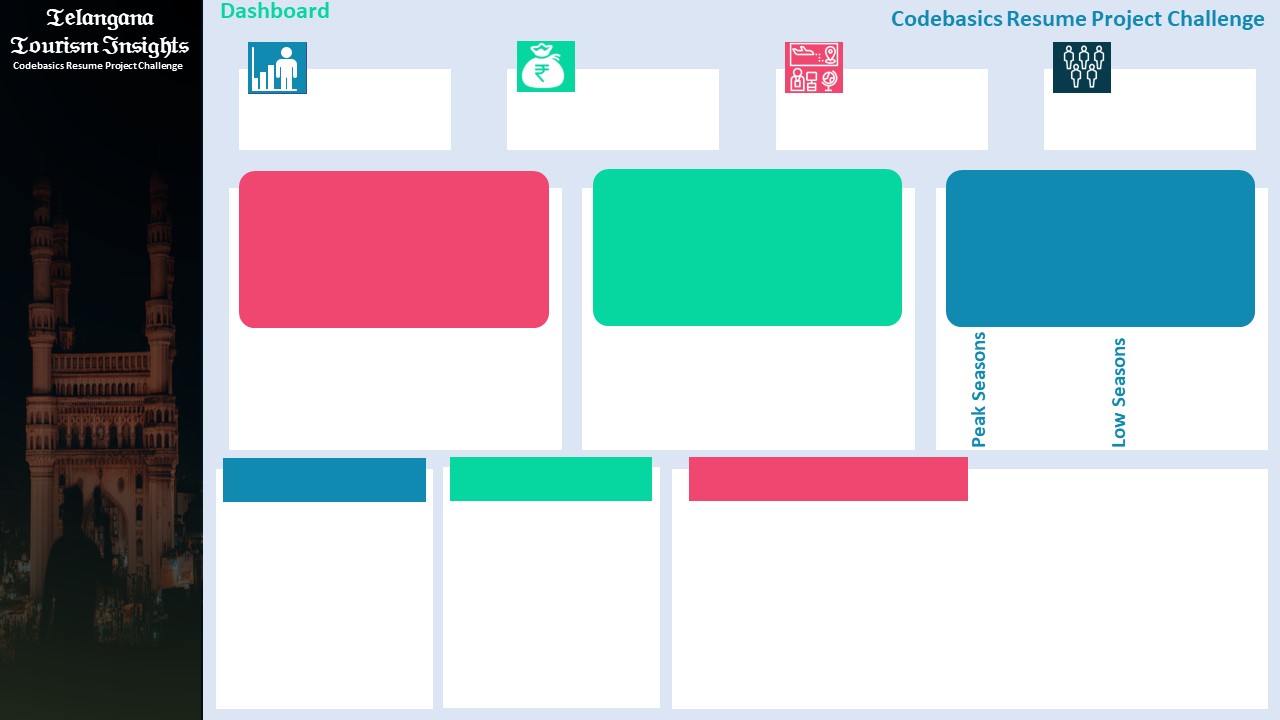 Telangana
Tourism Insights
Codebasics Resume Project Challenge
Dashboard
Codebasics Resume Project Challenge
₹
Peak Seasons
Low Seasons